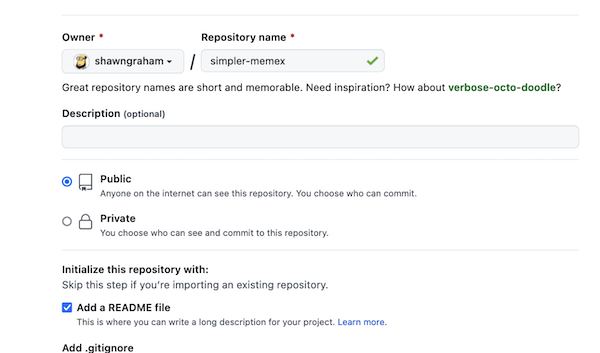 Owner * Repository name *
shawngraham / simpler-memex
Great repository names are short and memorable. Need inspiration? How about verbose-octo-doodle?
Description (optional)
Public
Anyone on the internet can see this repository. You choose who can commit.
Private
You choose who can see and commit to this repository.
Initialize this repository with:
Skip this step if you're importing an existing repository.
Add a README file
This is where you can write a long description for your project. Learn more.
Add .gitignore